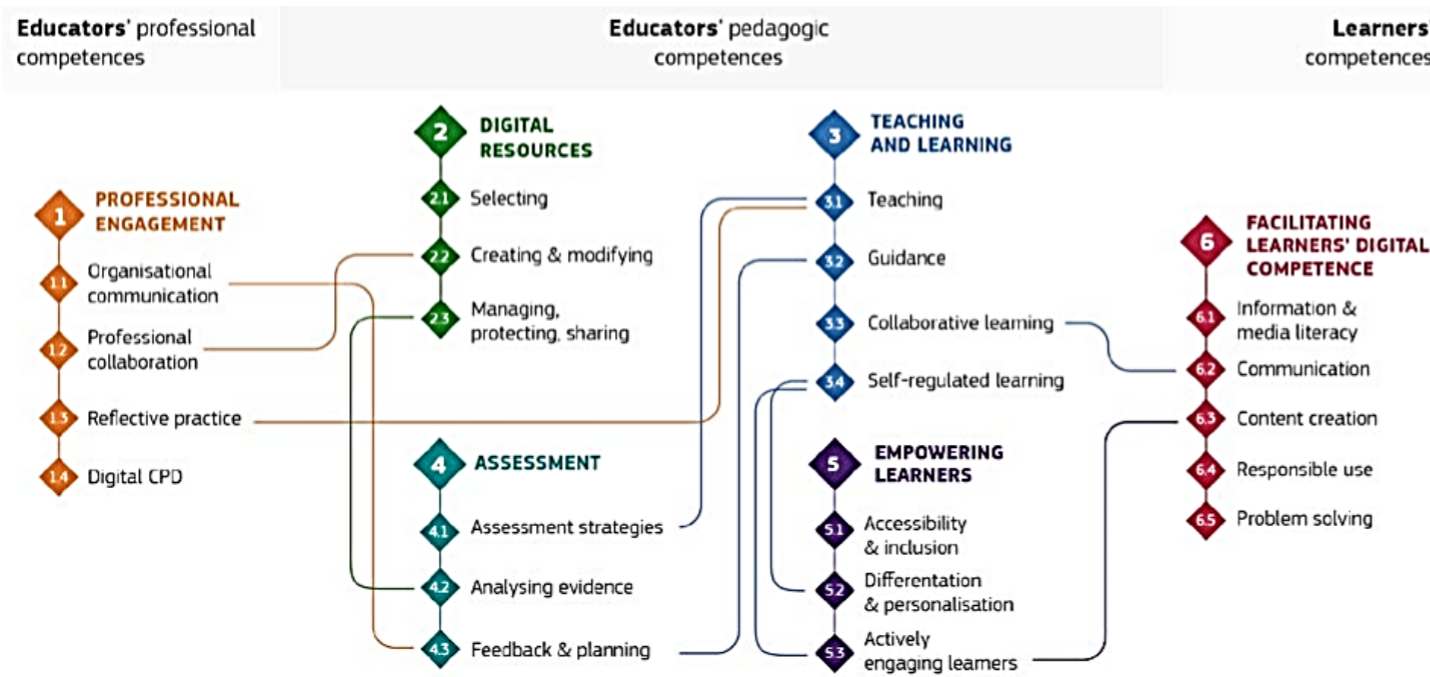 Educators' professional
competences
Educators' pedagogic
competences
Learners'
competences
1
PROFESSIONAL
ENGAGEMENT
1.1
Organisational
communication
1.2
Professional
collaboration
1.3
Reflective practice
1.4
Digital CPD
2
DIGITAL
RESOURCES
2.1
Selecting
2.2
Creating & modifying
2.3
Managing,
protecting, sharing
3
TEACHING
AND LEARNING
3.1
Teaching
3.2
Guidance
3.3
Collaborative learning
3.4
Self-regulated learning
4
ASSESSMENT
4.1
Assessment strategies
4.2
Analysing evidence
4.3
Feedback & planning
5
EMPOWERING
LEARNERS
5.1
Accessibility
& inclusion
5.2
Differentation
& personalisation
5.3
Actively
engaging learners
6
FACILITATING
LEARNERS' DIGITAL
COMPETENCE
6.1
Information &
media literacy
6.2
Communication
6.3
Content creation
6.4
Responsible use
6.5
Problem solving